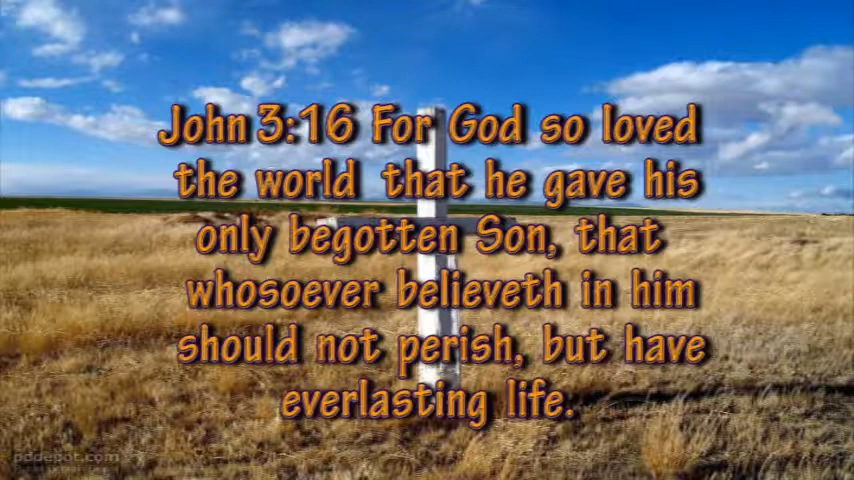 John 3:16 For God so loved
the world that he gave his
only begotten Son, that
whosoever believeth in him
should not perish, but have
everlasting life.
ppdepot.com